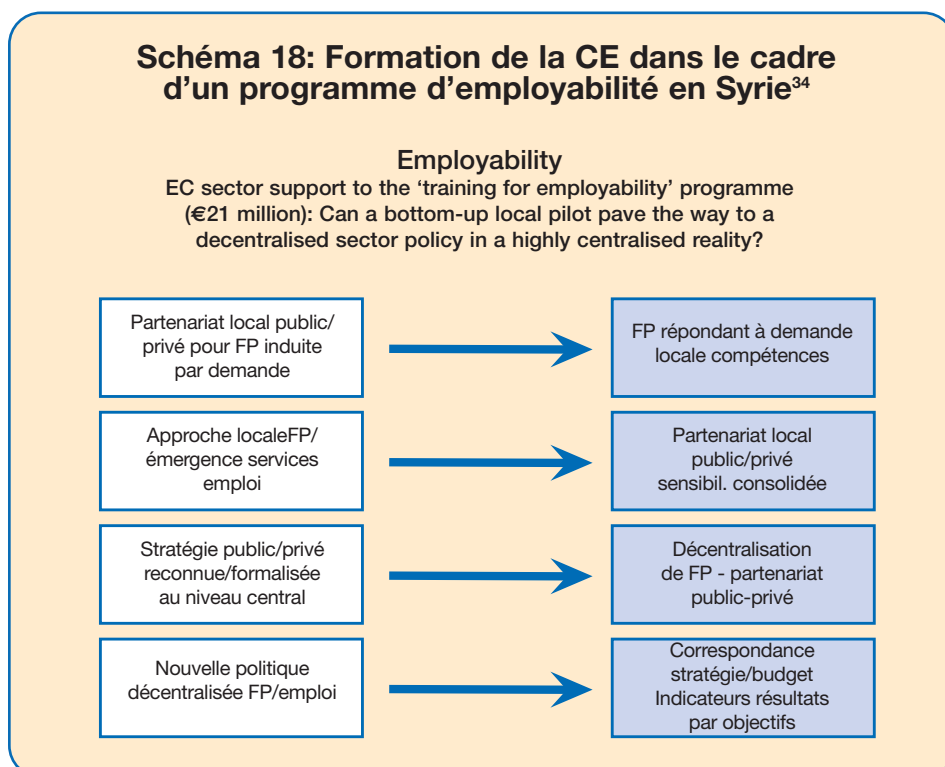 Schéma 18: Formation de la CE dans le cadre
d'un programme d'employabilité en Syrie³⁴
Employability
EC sector support to the ‘training for employability’ programme
(€21 million): Can a bottom-up local pilot pave the way to a
decentralised sector policy in a highly centralised reality?
Partenariat local public/
privé pour FP induite
par demande
FP répondant à demande
locale compétences
Approche localeFP/
émergence services
emploi
Partenariat local
public/privé
sensibil. consolidée
Stratégie public/privé
reconnue/formalisée
au niveau central
Décentralisation
de FP - partenariat
public-privé
Nouvelle politique
décentralisée FP/emploi
Correspondance
stratégie/budget
Indicateurs résultats
par objectifs